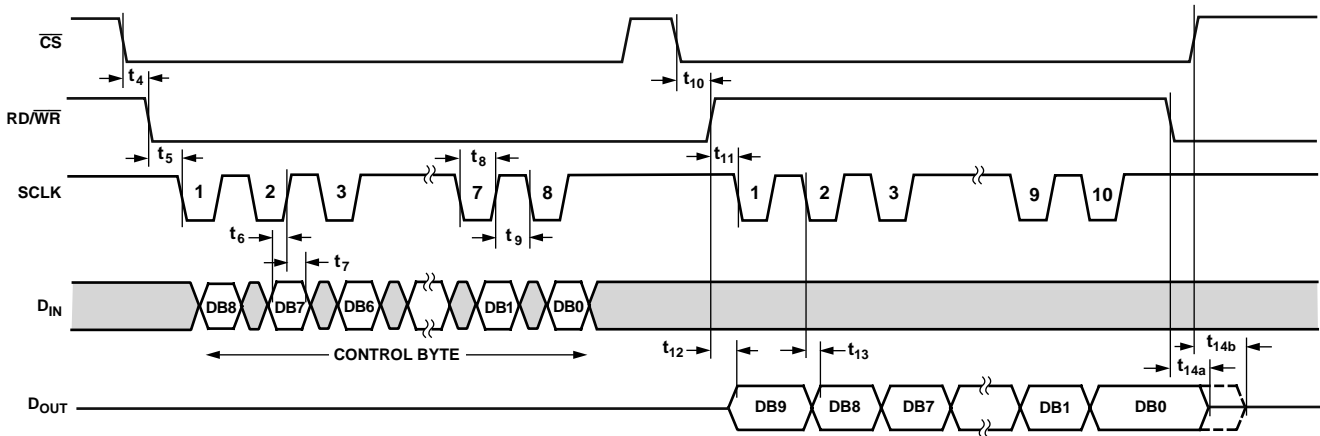 CS
t4
t10
RD/WR
t5
t8
t11
SCLK
1 2 3 7 8 1 2 3 9 10
t6
t9
t7
DIN
DB8 DB7 DB6 DB1 DB0
CONTROL BYTE
t12
t13
t14b
t14a
DOUT
DB9 DB8 DB7 DB1 DB0